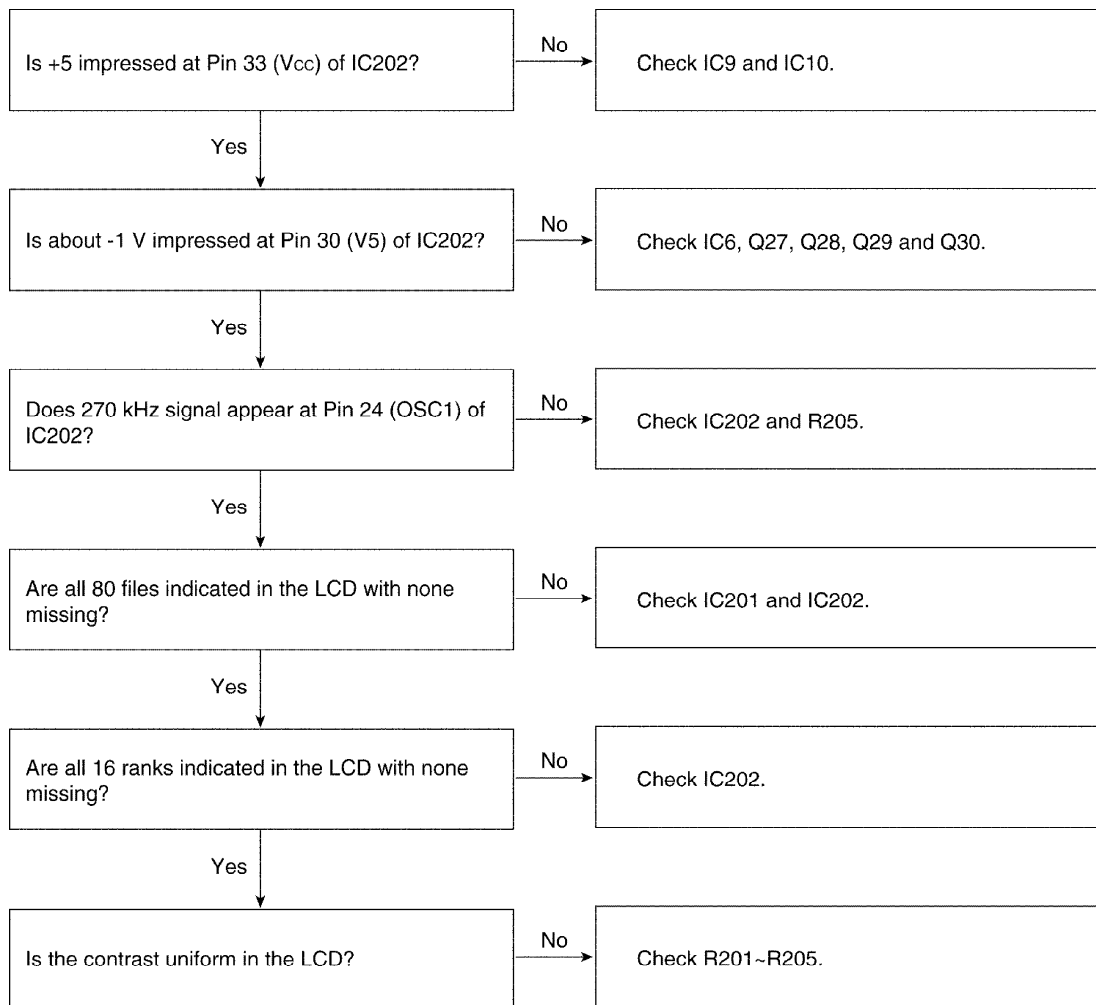 Is +5 impressed at Pin 33 (Vcc) of IC202?
No
Check IC9 and IC10.
Yes
Is about -1 V impressed at Pin 30 (V5) of IC202?
No
Check IC6, Q27, Q28, Q29 and Q30.
Yes
Does 270 kHz signal appear at Pin 24 (OSC1) of
IC202?
No
Check IC202 and R205.
Yes
Are all 80 files indicated in the LCD with none
missing?
No
Check IC201 and IC202.
Yes
Are all 16 ranks indicated in the LCD with none
missing?
No
Check IC202.
Yes
Is the contrast uniform in the LCD?
No
Check R201~R205.